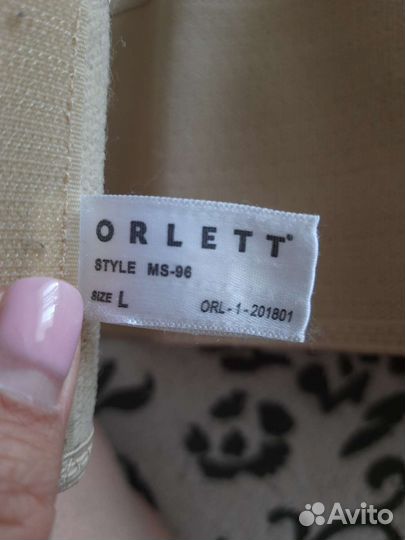 ORLETT®
STYLE MS-96
SIZE L ORL-1-201801
Avito